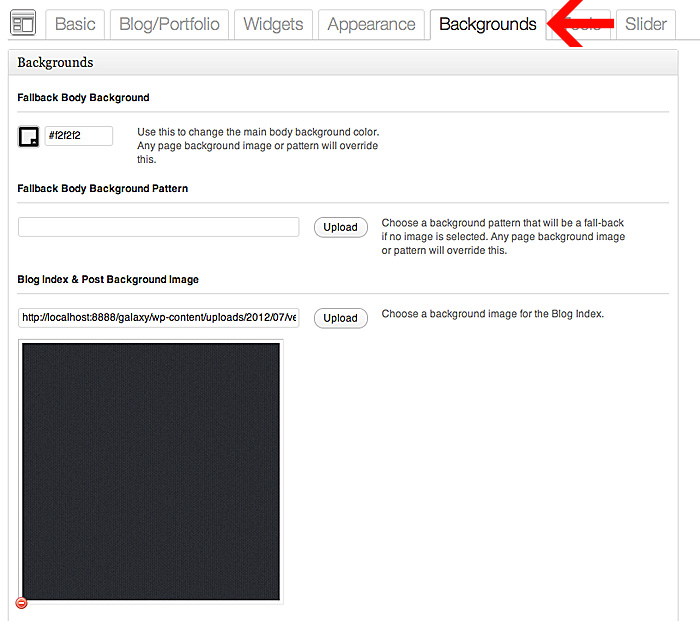 Basic Blog/Portfolio Widgets Appearance Backgrounds Slider
Backgrounds
Fallback Body Background
#f2f2f2
Use this to change the main body background color.
Any page background image or pattern will override
this.
Fallback Body Background Pattern
Upload
Choose a background pattern that will be a fall-back
if no image is selected. Any page background image
or pattern will override this.
Blog Index & Post Background Image
http://localhost:8888/galaxy/wp-content/uploads/2012/07/ve
Upload
Choose a background image for the Blog Index.